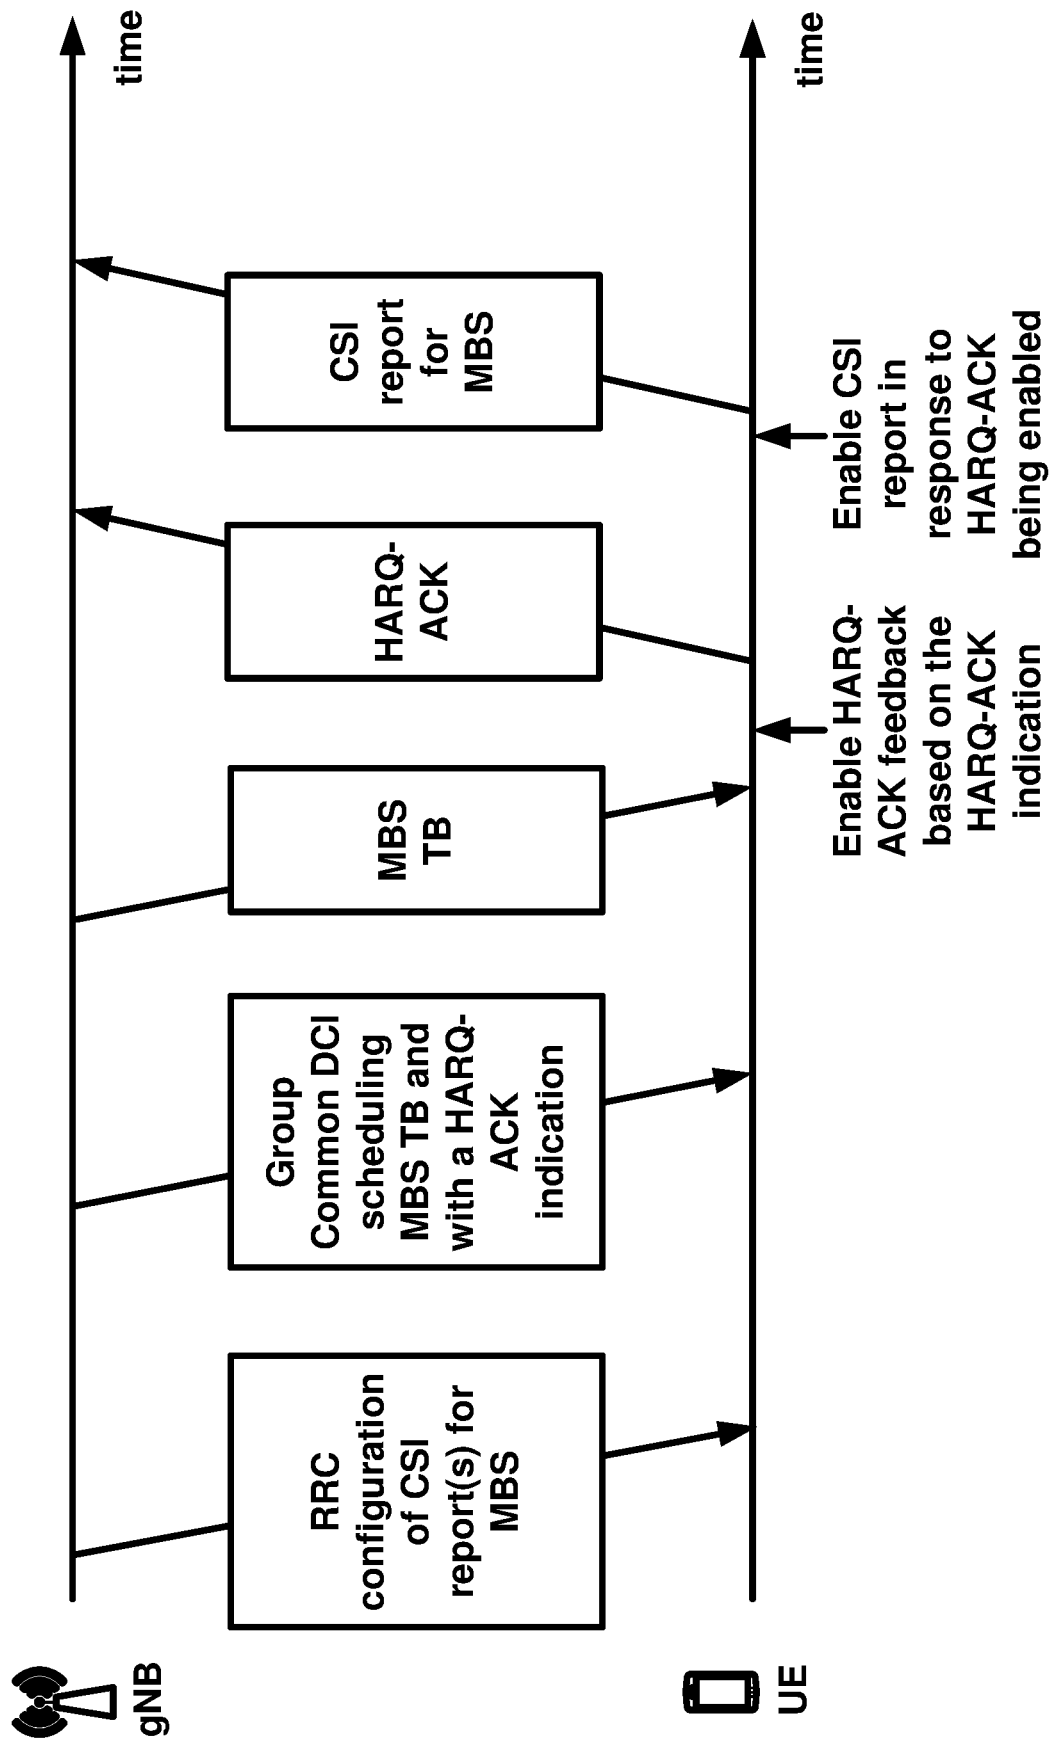 gNB
time
RRC
configuration
of CSI
report(s) for
MBS
Group
Common DCI
scheduling
MBS TB and
with a HARQ-
ACK
indication
MBS
TB
HARQ-
ACK
CSI
report
for
MBS
UE
time
Enable HARQ-
ACK feedback
based on the
HARQ-ACK
indication
Enable CSI
report in
response to
HARQ-ACK
being enabled